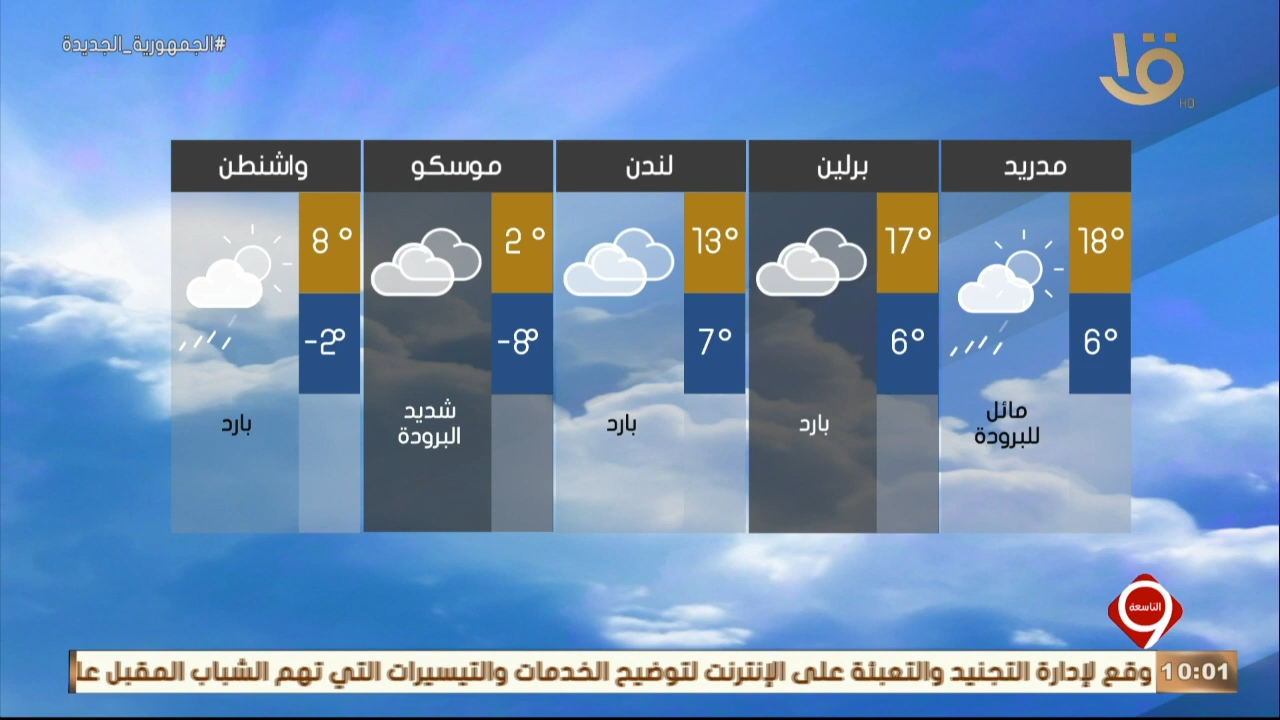 #الجمهورية_الجديدة
HD
مدريد
18°
6°
مائل
للبرودة
برلين
17°
6°
بارد
لندن
13°
7°
بارد
موسكو
2°
-8°
شديد
البرودة
واشنطن
8°
-2°
بارد
التاسعة
9
10:01
وقع لإدارة التجنيد والتعبئة على الإنترنت لتوضيح الخدمات والتيسيرات التي تهم الشباب المقبل عا